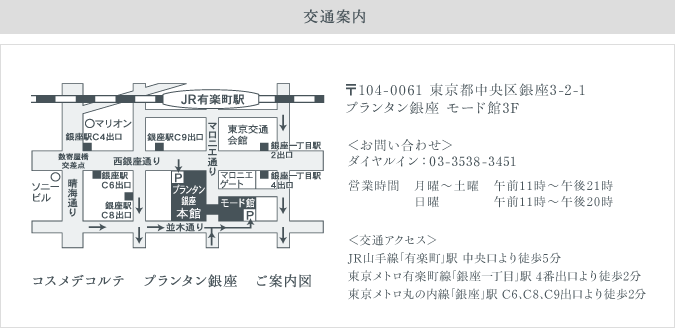 交通案内
JR有楽町駅
マリオン
銀座駅C4出口
銀座駅C9出口
マロニエ通り
東京交通
会館
銀座一丁目駅
2出口
数寄屋橋
交差点
西銀座通り
ソニー
ビル
晴海通り
銀座駅
C6出口
銀座駅
C8出口
P
プランタン
銀座
本館
マロニエ
ゲート
銀座一丁目駅
4出口
モード館
P
並木通り
コスメデコルテ プランタン銀座 ご案内図
〒104-0061 東京都中央区銀座3-2-1
プランタン銀座 モード館3F
＜お問い合わせ＞
ダイヤルイン：03-3538-3451
営業時間 月曜～土曜 午前11時～午後21時
日曜 午前11時～午後20時
＜交通アクセス＞
JR山手線「有楽町」駅 中央口より徒歩5分
東京メトロ有楽町線「銀座一丁目」駅 4番出口より徒歩2分
東京メトロ丸の内線「銀座」駅 C6、C8、C9出口より徒歩2分